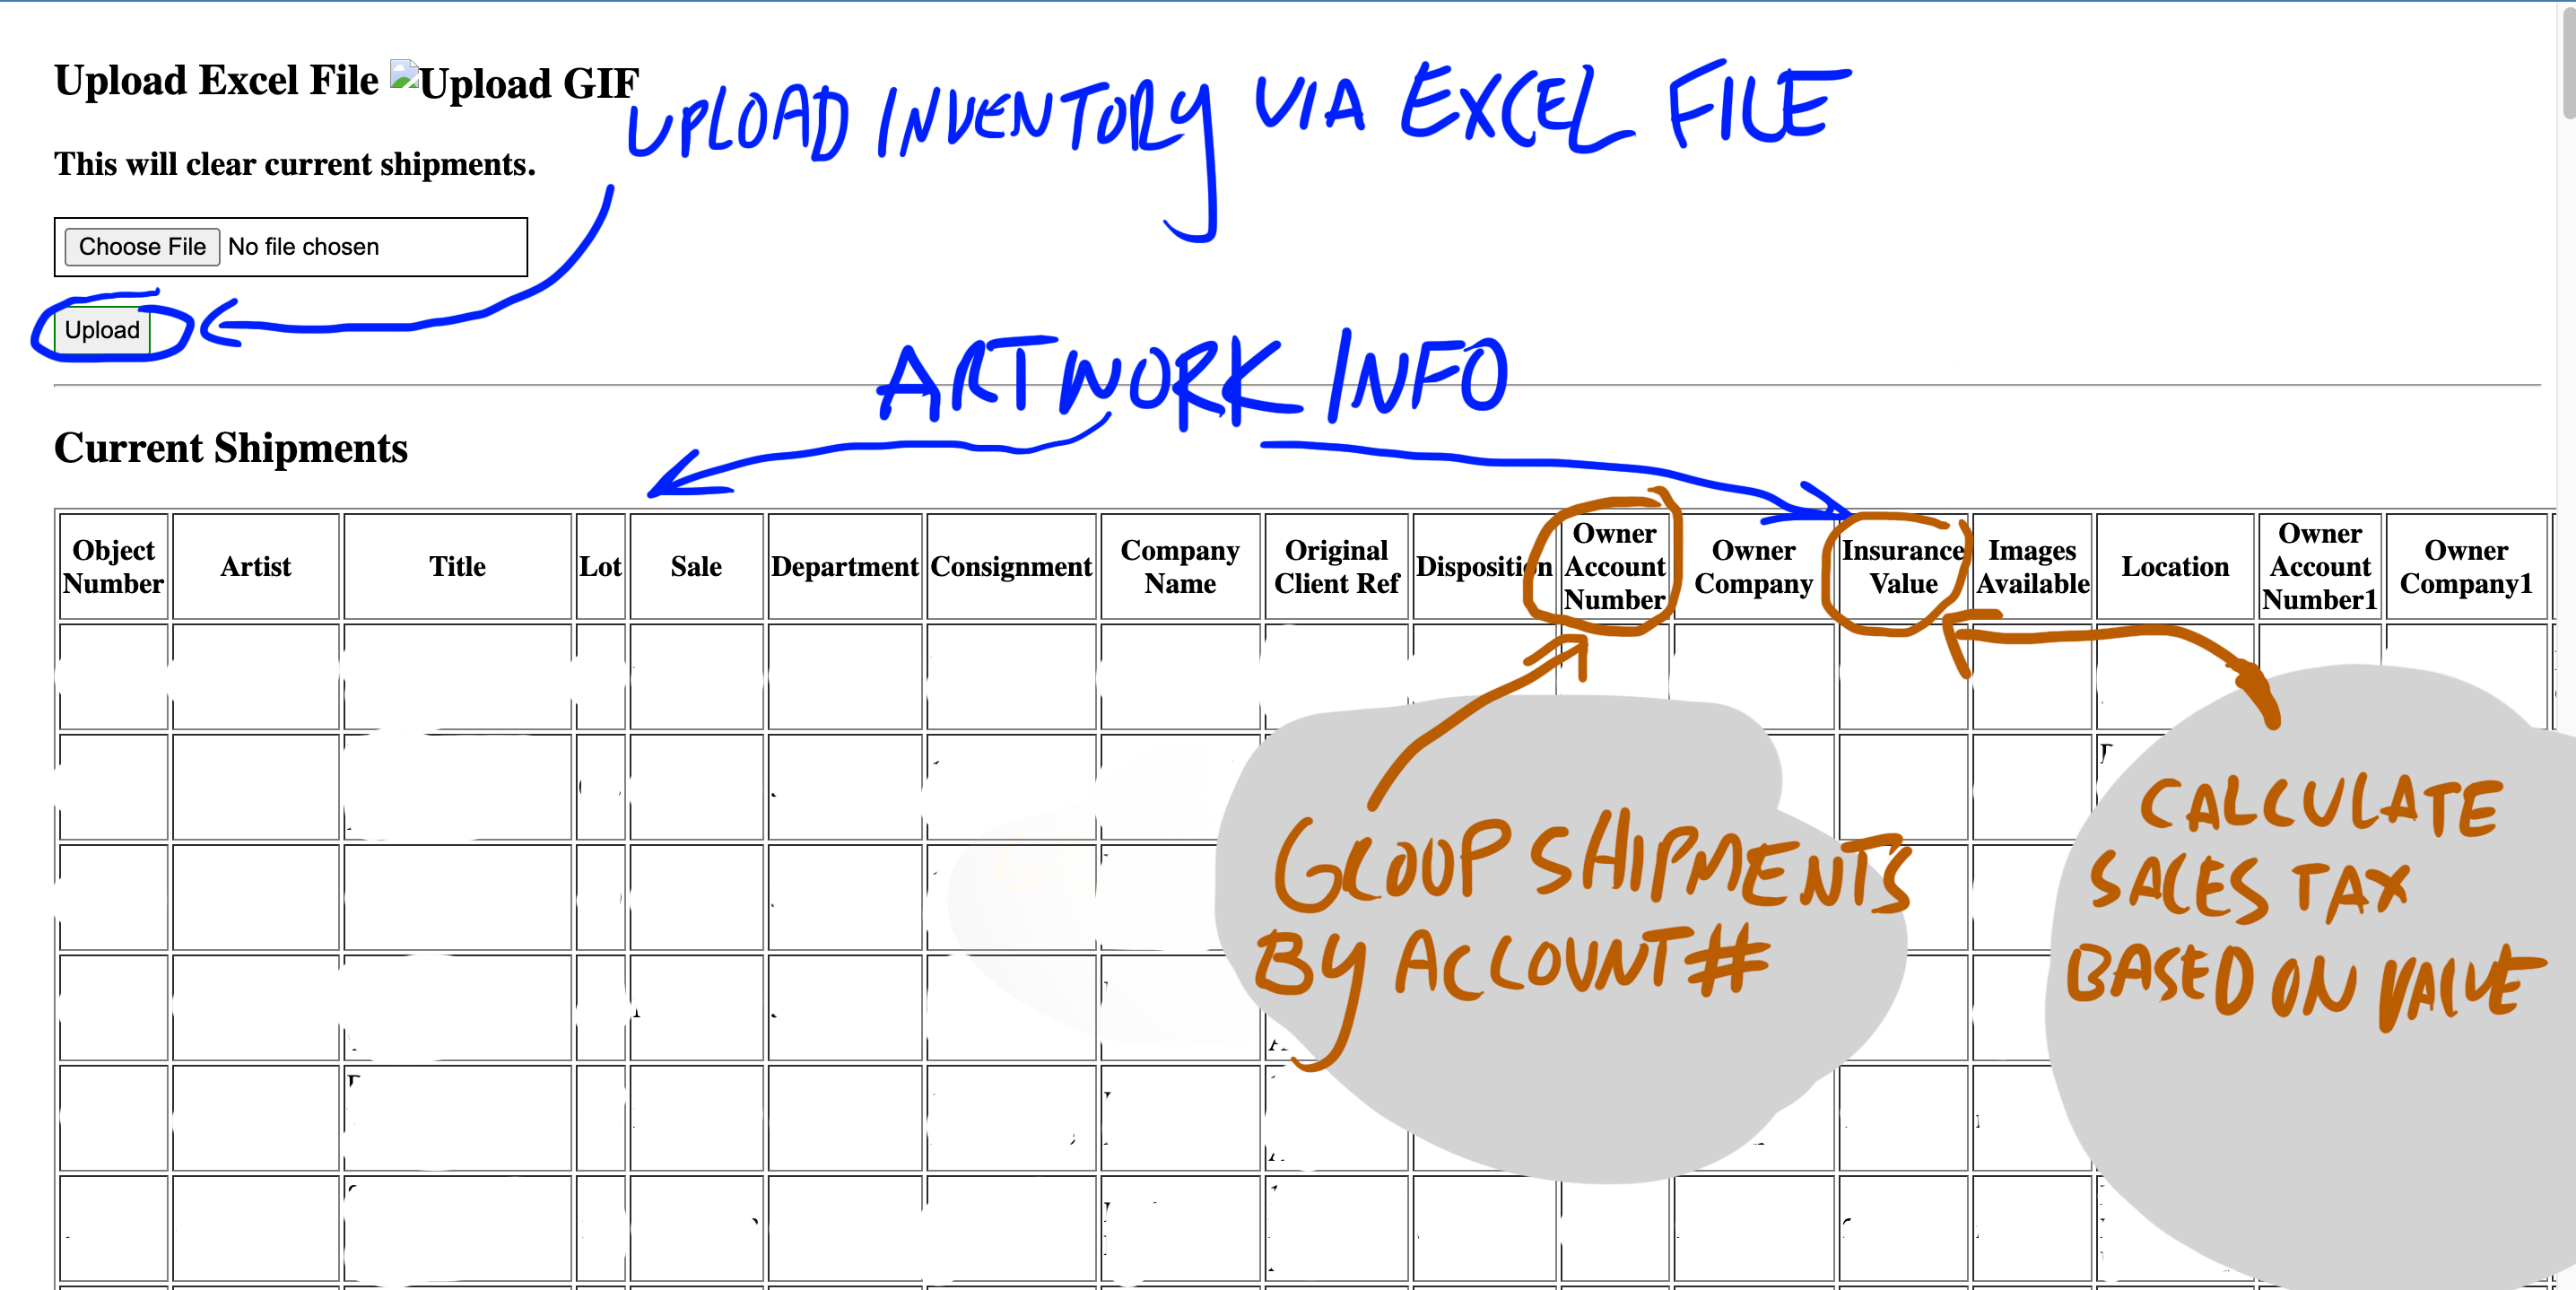 Upload Excel File Upload GIF
UPLOAD INVENTORY VIA EXCEL FILE
This will clear current shipments.
Choose File No file chosen
Upload
ARTWORK INFO
Current Shipments
Object Number
Artist
Title
Lot
Sale
Department
Consignment
Company Name
Original Client Ref
Disposition
Owner Account Number
Owner Company
Insurance Value
Images Available
Location
Owner Account Number1
Owner Company1
GROUP SHIPMENTS
BY ACCOUNT #
CALCULATE
SALES TAX
BASED ON VALUE